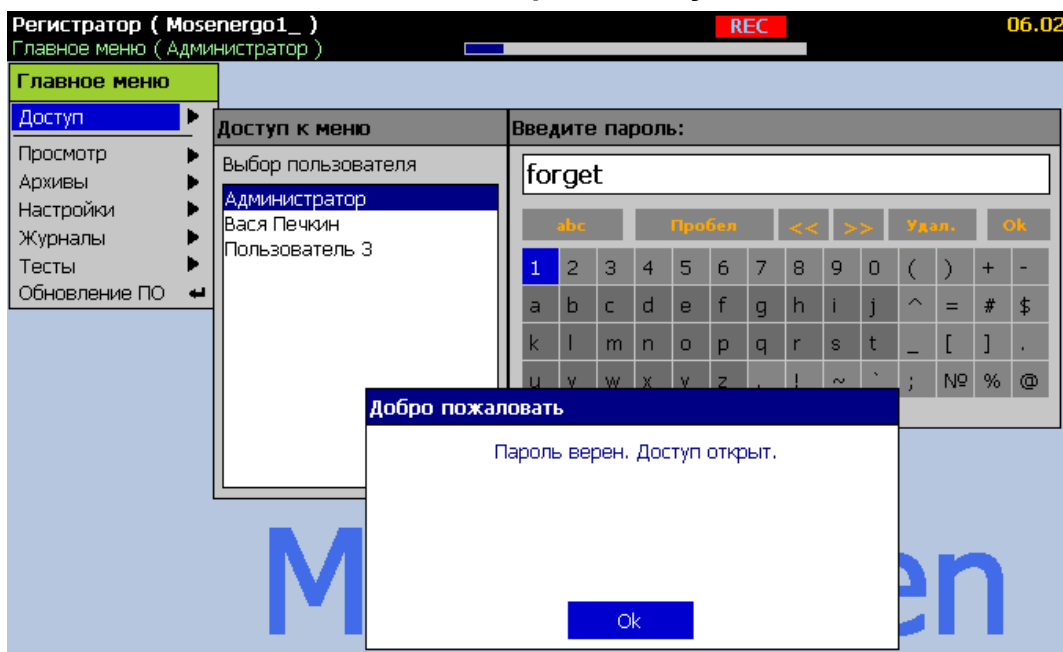 Регистратор ( Mosenergo1_ )
REC
06.02
Главное меню ( Администратор )
Главное меню
Доступ
Просмотр
Архивы
Настройки
Журналы
Тесты
Обновление ПО
Доступ к меню
Выбор пользователя
Администратор
Вася Печкин
Пользователь 3
Введите пароль:
forget
abc Пробел << >> Удал. Ok
1 2 3 4 5 6 7 8 9 0 ( ) + -
a b c d e f g h i j ^ = # $
k l m n o p q r s t _ [ ] .
u v w x y z , ! ~ ` ; № % @
Добро пожаловать
Пароль верен. Доступ открыт.
Ok
M
en